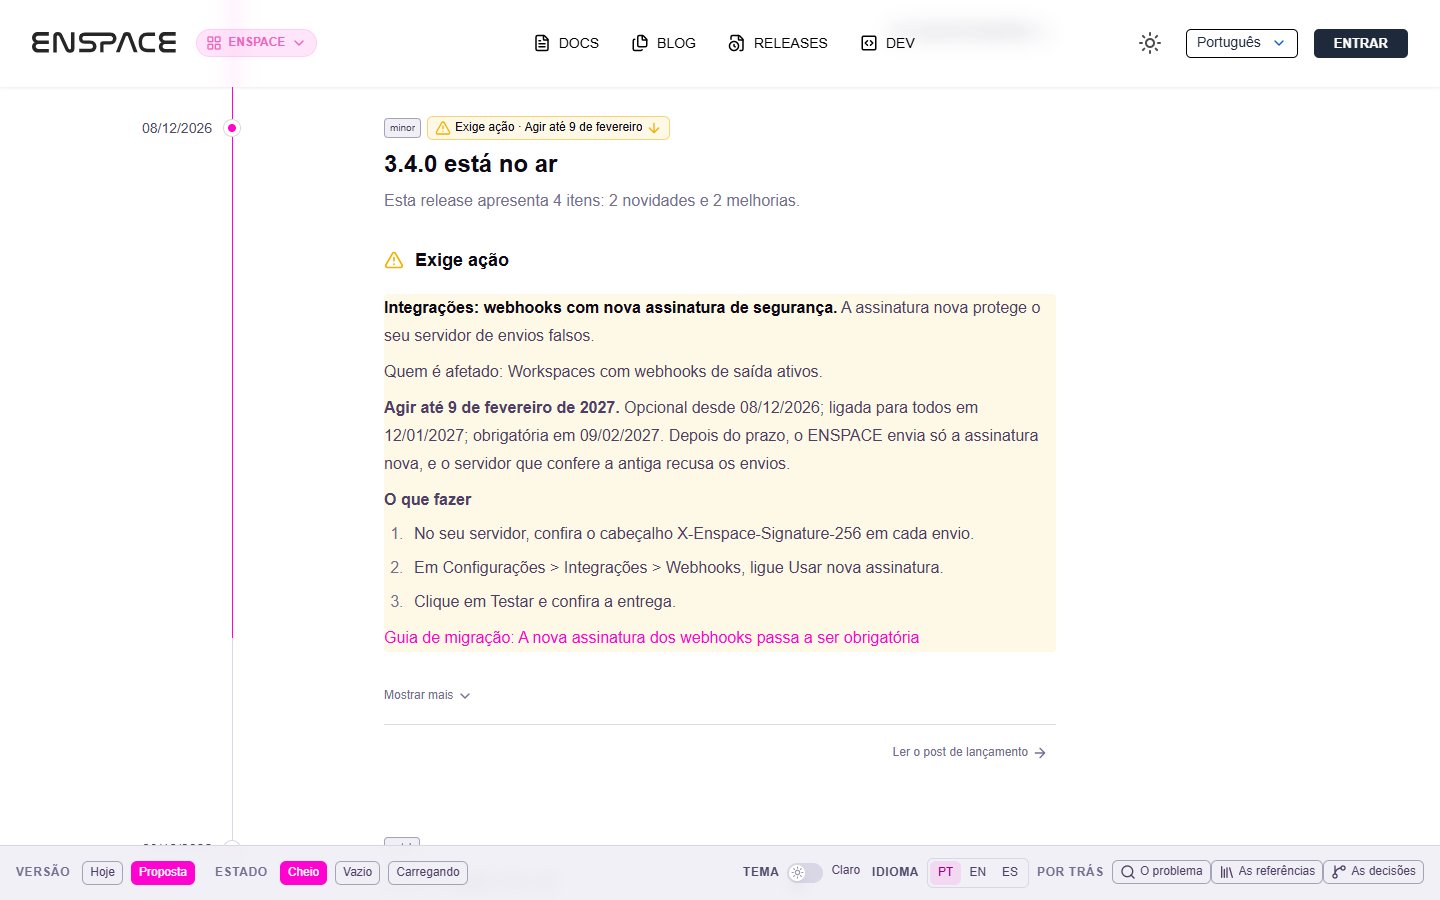 ENSPACE
ENSPACE
DOCS
BLOG
RELEASES
DEV
Português
ENTRAR
08/12/2026
minor
Exige ação · Agir até 9 de fevereiro
3.4.0 está no ar
Esta release apresenta 4 itens: 2 novidades e 2 melhorias.
Exige ação
Integrações: webhooks com nova assinatura de segurança. A assinatura nova protege o
seu servidor de envios falsos.
Quem é afetado: Workspaces com webhooks de saída ativos.
Agir até 9 de fevereiro de 2027. Opcional desde 08/12/2026; ligada para todos em
12/01/2027; obrigatória em 09/02/2027. Depois do prazo, o ENSPACE envia só a assinatura
nova, e o servidor que confere a antiga recusa os envios.
O que fazer
1. No seu servidor, confira o cabeçalho X-Enspace-Signature-256 em cada envio.
2. Em Configurações > Integrações > Webhooks, ligue Usar nova assinatura.
3. Clique em Testar e confira a entrega.
Guia de migração: A nova assinatura dos webhooks passa a ser obrigatória
Mostrar mais
Ler o post de lançamento
VERSÃO
Hoje
Proposta
ESTADO
Cheio
Vazio
Carregando
TEMA
Claro
IDIOMA
PT
EN
ES
POR TRÁS
O problema
As referências
As decisões